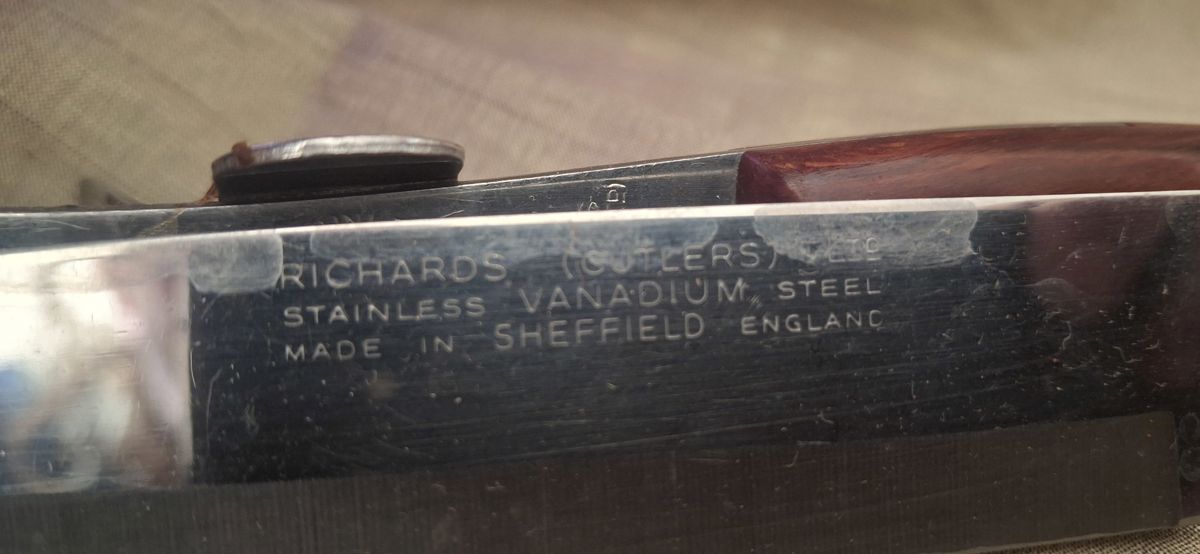 RICHARDS (CUTLERS) LTD
STAINLESS VANADIUM STEEL
MADE IN SHEFFIELD ENGLAND